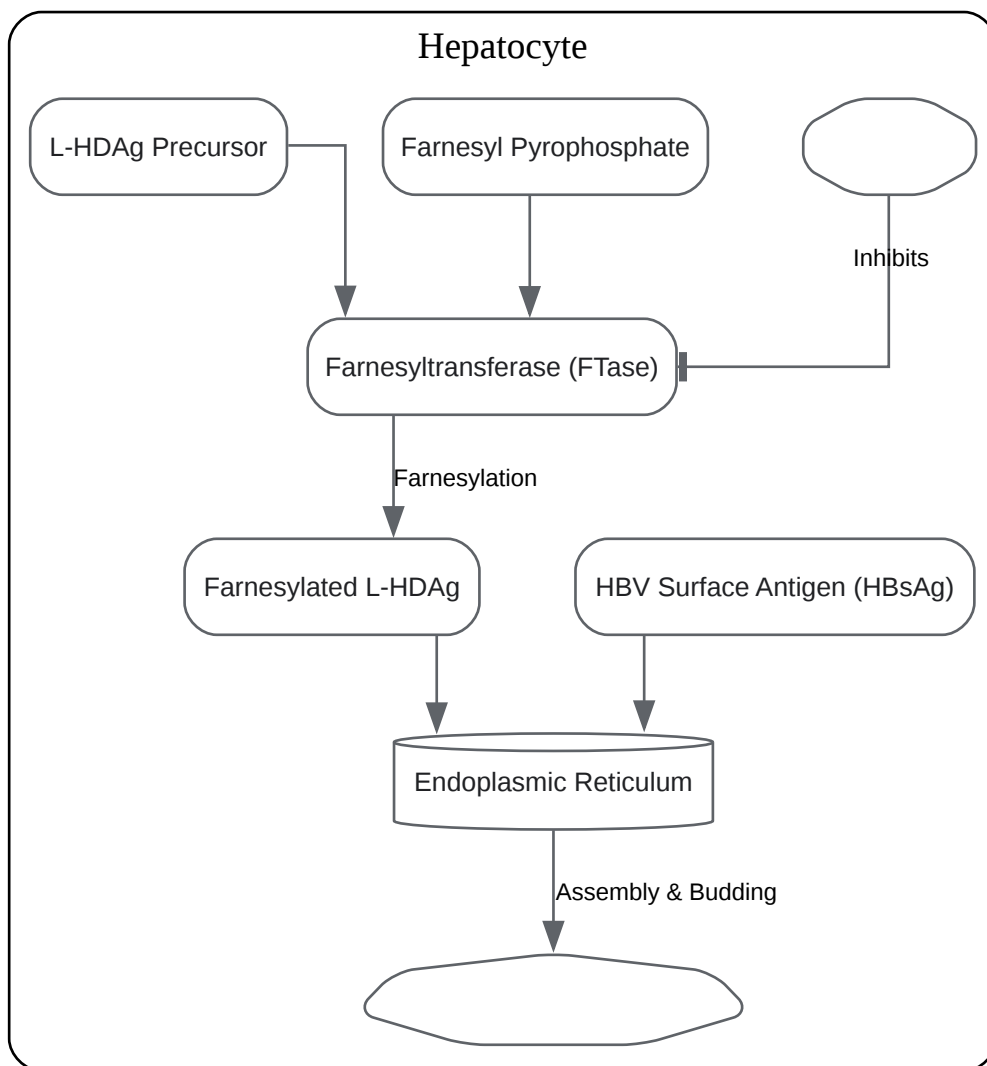 Hepatocyte
L-HDAg Precursor
Farnesyl Pyrophosphate
Inhibits
Farnesyltransferase (FTase)
Farnesylation
Farnesylated L-HDAg
HBV Surface Antigen (HBsAg)
Endoplasmic Reticulum
Assembly & Budding